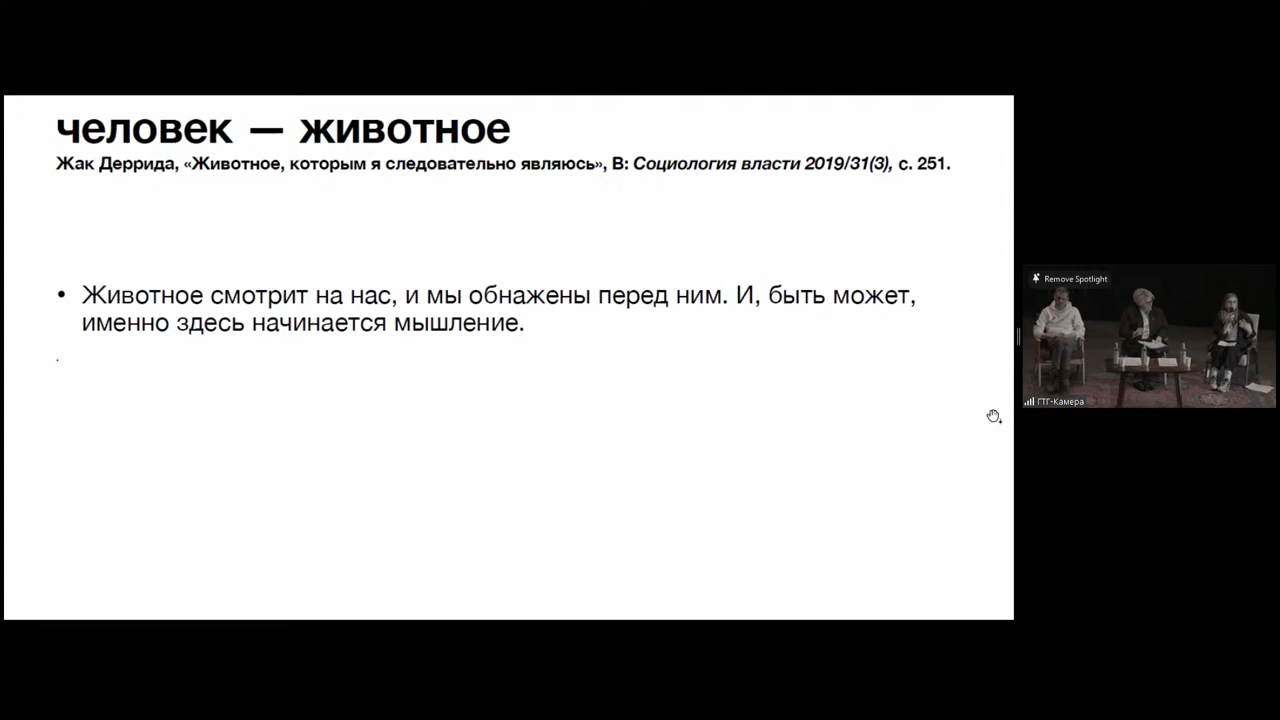 человек — животное
Жак Деррида, «Животное, которым я следовательно являюсь», В: Социология власти 2019/31(3), с. 251.
• Животное смотрит на нас, и мы обнажены перед ним. И, быть может,
именно здесь начинается мышление.
Remove Spotlight
ГТГ-Камера